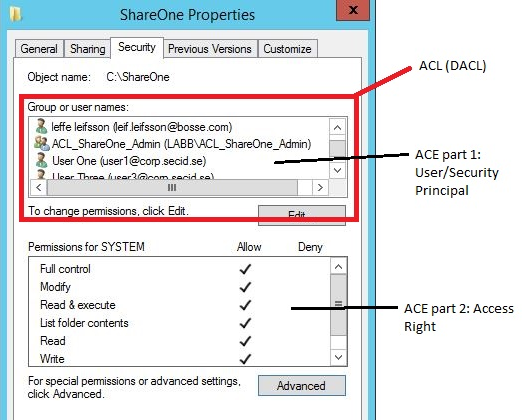 ShareOne Properties
x
General
Sharing
Security
Previous Versions
Customize
Object name: C:\ShareOne
Group or user names:
leffe leifsson (leif.leifsson@bosse.com)
ACL_ShareOne_Admin (LABB\ACL_ShareOne_Admin)
User One (user1@corp.secid.se)
User Three (user3@corp.secid.se)
To change permissions, click Edit.
Edit...
Permissions for SYSTEM Allow Deny
Full control
Modify
Read & execute
List folder contents
Read
Write
For special permissions or advanced settings,
click Advanced.
Advanced
ACL (DACL)
ACE part 1:
User/Security
Principal
ACE part 2: Access
Right